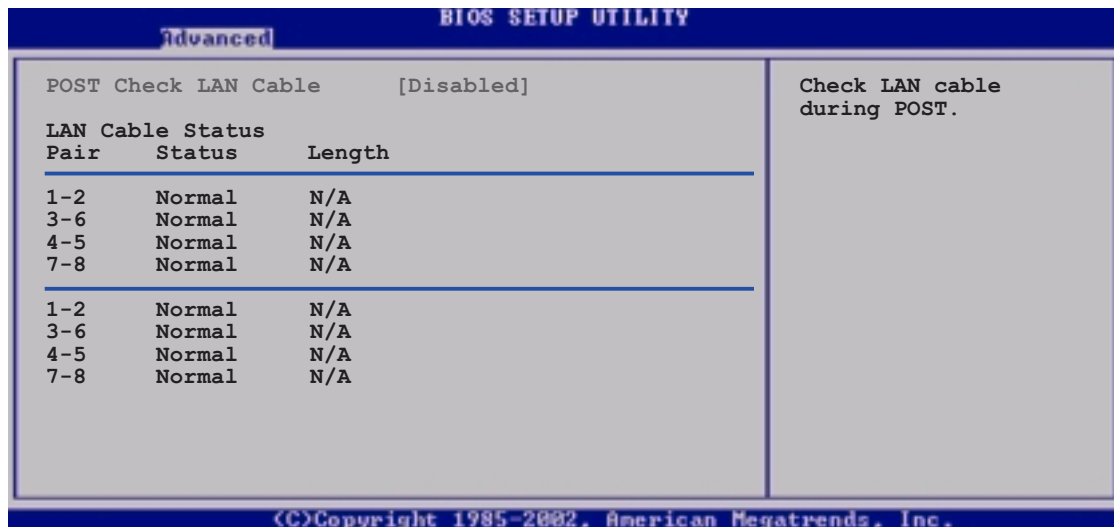 BIOS SETUP UTILITY
Advanced
POST Check LAN Cable [Disabled]
LAN Cable Status
Pair Status Length
1-2 Normal N/A
3-6 Normal N/A
4-5 Normal N/A
7-8 Normal N/A
1-2 Normal N/A
3-6 Normal N/A
4-5 Normal N/A
7-8 Normal N/A
Check LAN cable
during POST.
(C)Copyright 1985-2002, American Megatrends, Inc.